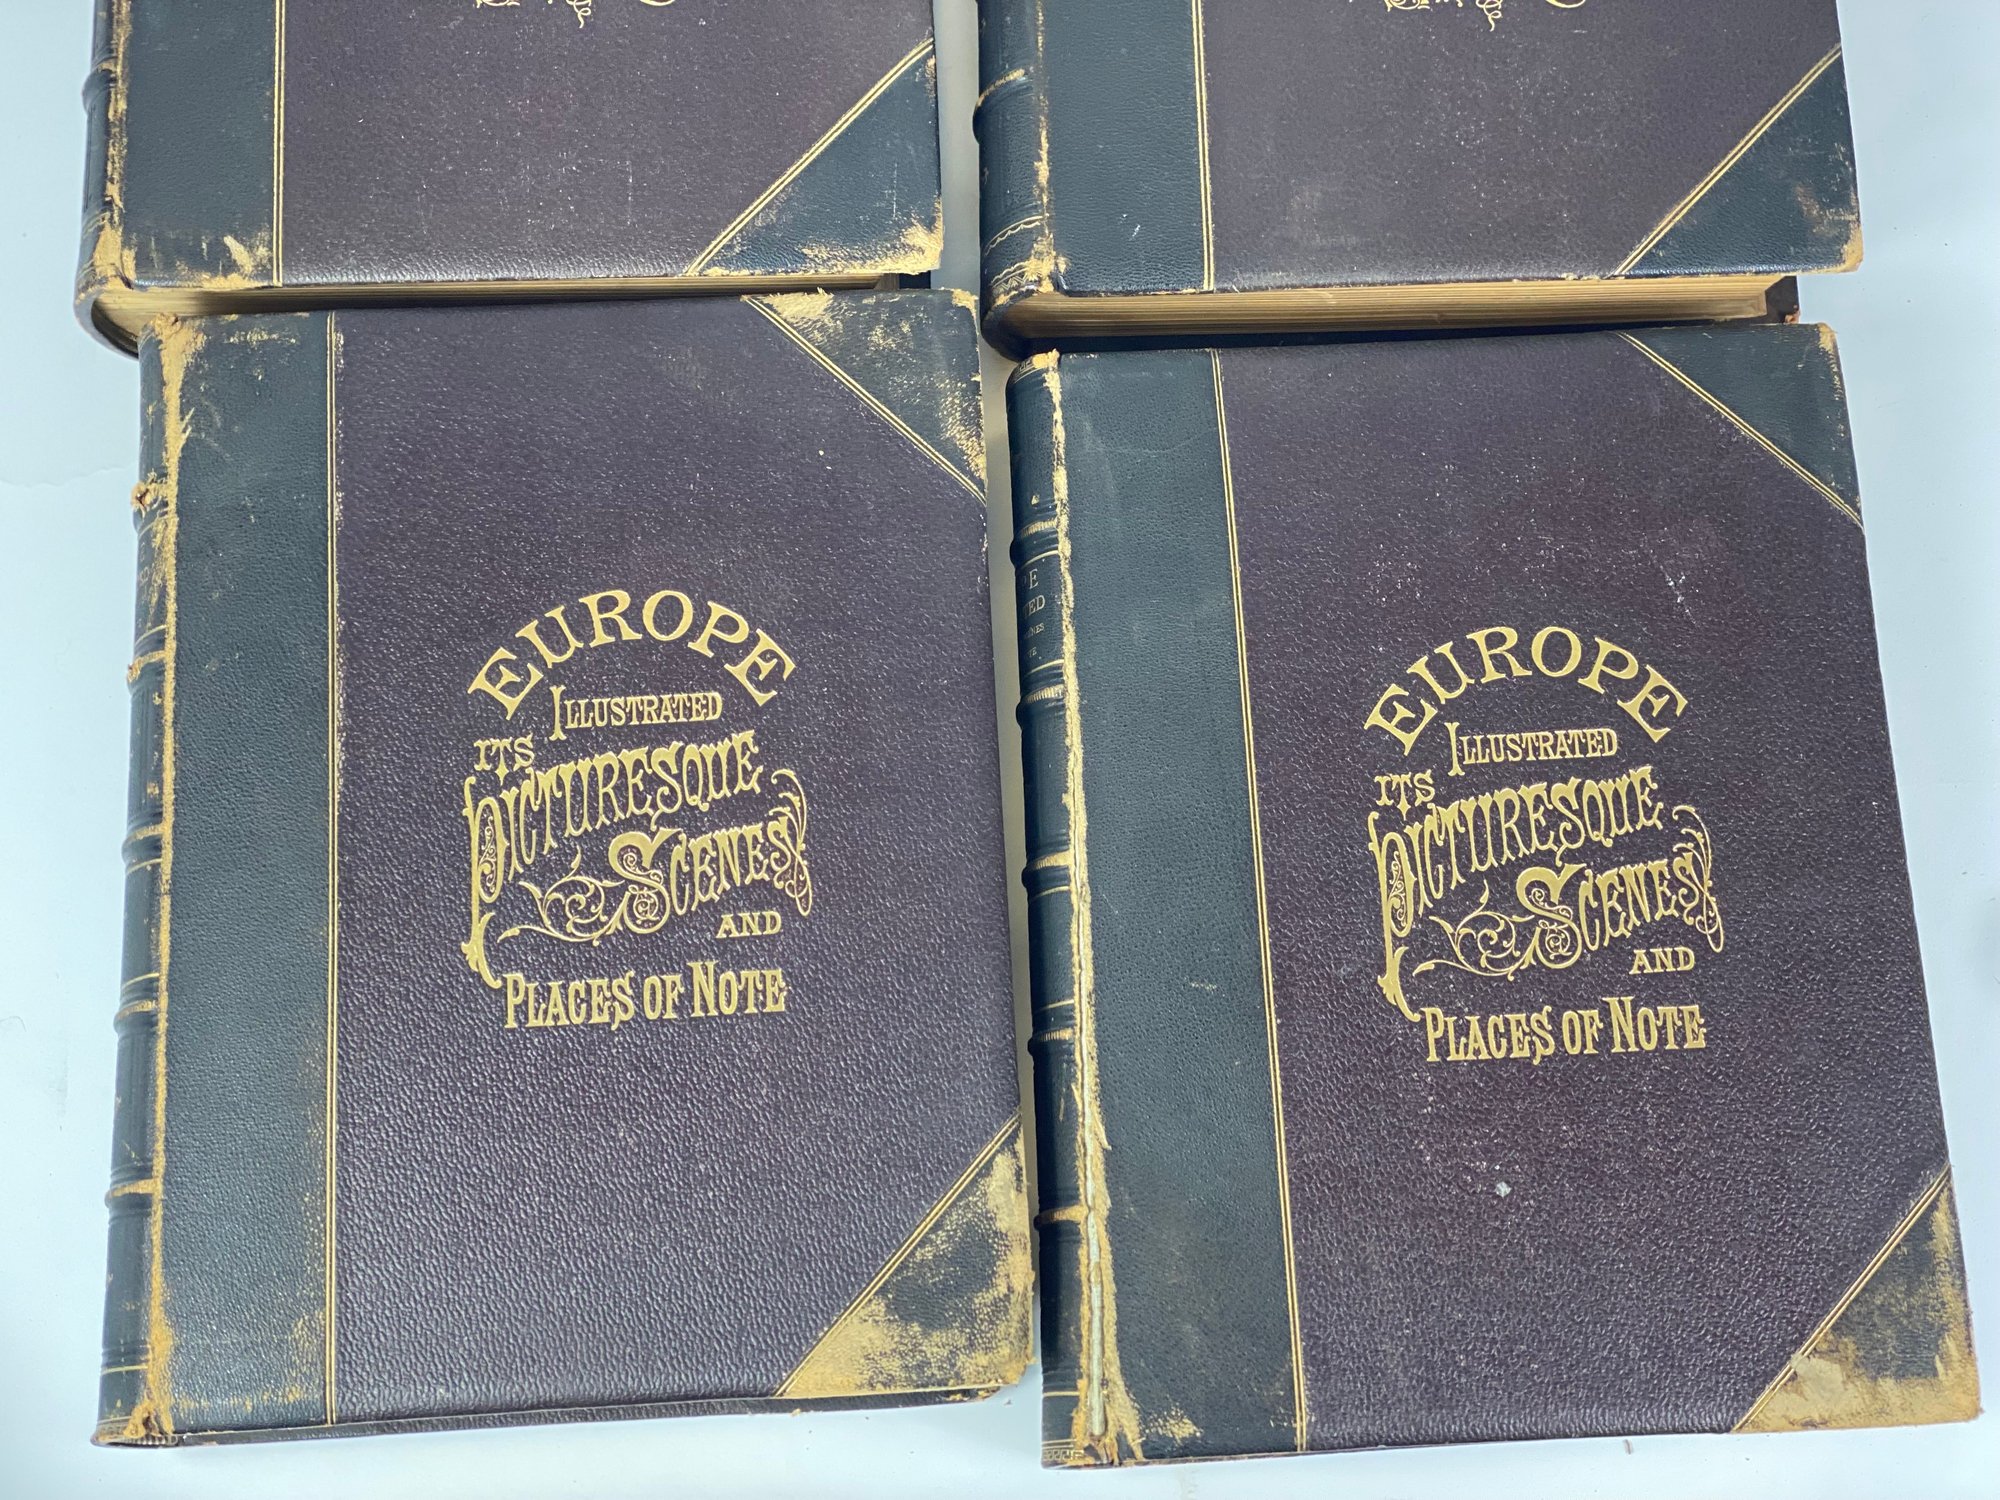 EUROPE
ILLUSTRATED
ITS
PICTURESQUE
SCENES
AND
PLACES OF NOTE
EUROPE
ILLUSTRATED
ITS
PICTURESQUE
SCENES
AND
PLACES OF NOTE